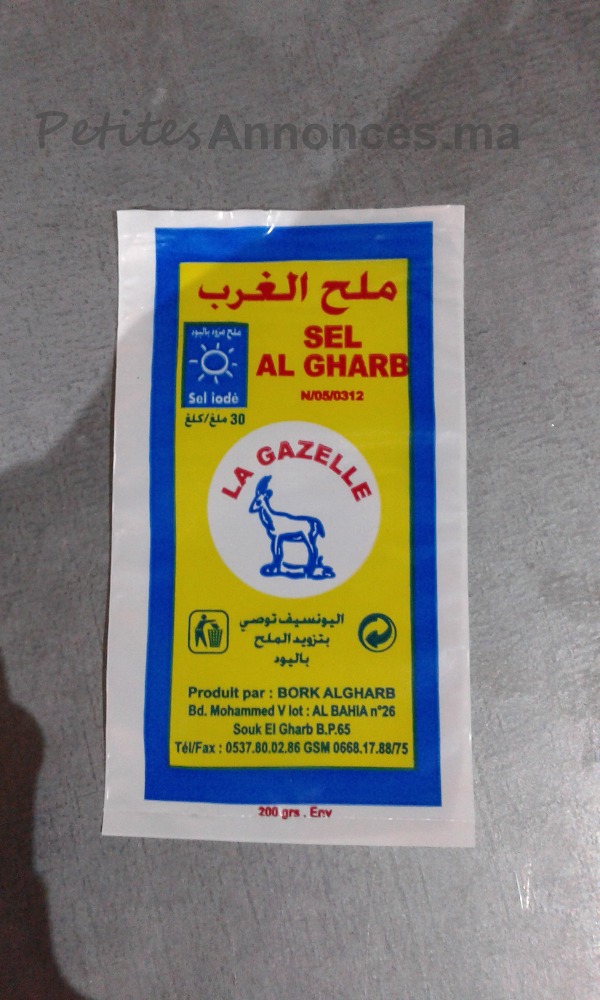 PetitesAnnonces.ma
ملح الغرب
ملح مزود باليود
SEL
AL GHARB
Sel iodé
N/05/0312
30 ملغ/كلغ
LA GAZELLE
اليونسيف توصي
بتزويد الملح
باليود
Produit par : BORK ALGHARB
Bd. Mohammed V lot : AL BAHIA n°26
Souk El Gharb B.P.65
Tél/Fax : 0537.80.02.86 GSM 0668.17.88/75
200 grs . Env